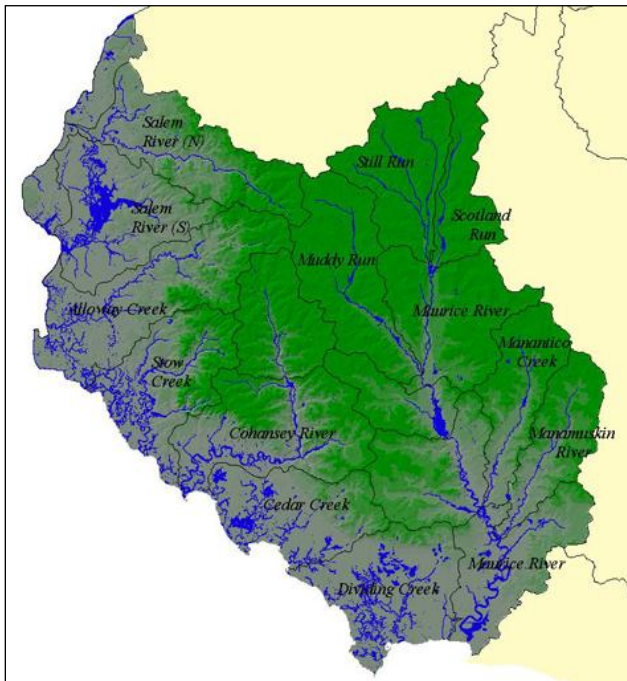 Salem
River (N)
Still Run
Salem
River (S)
Scotland
Run
Muddy Run
Alloway Creek
Maurice River
Manantico
Creek
Stow
Creek
Cohansey River
Manamuskin
River
Cedar Creek
Maurice River
Dividing Creek